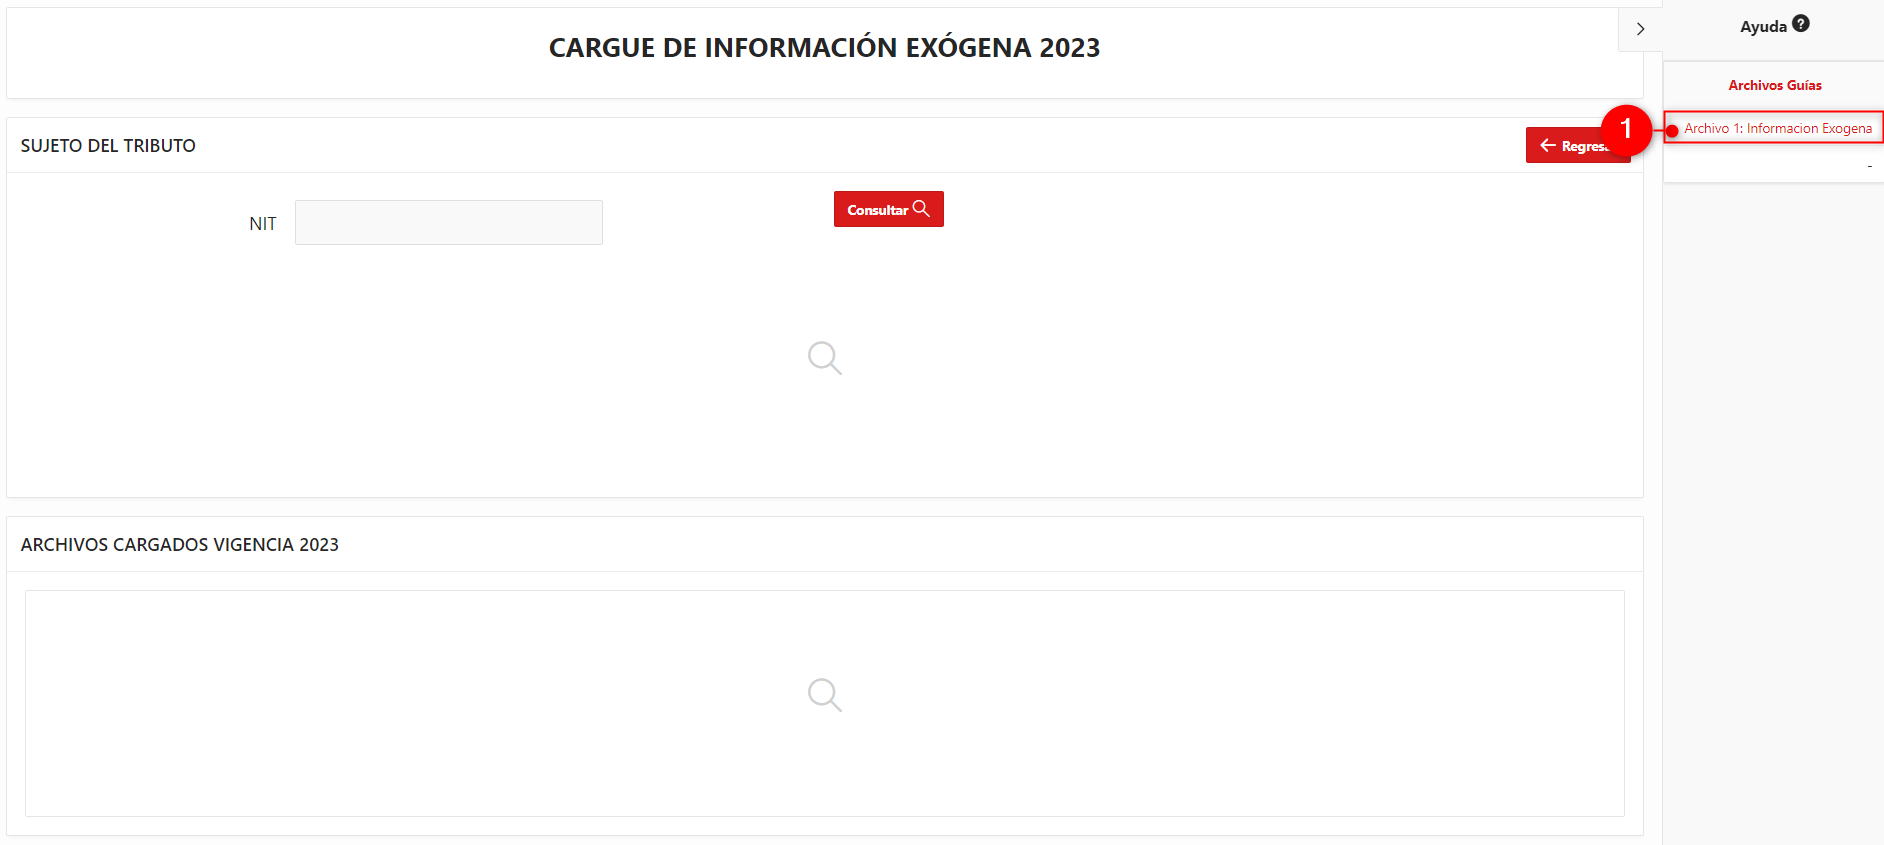 CARGUE DE INFORMACIÓN EXÓGENA 2023
Ayuda ?
Archivos Guías
Archivo 1: Informacion Exogena
-
1
SUJETO DEL TRIBUTO
← Regres
NIT
Consultar
ARCHIVOS CARGADOS VIGENCIA 2023